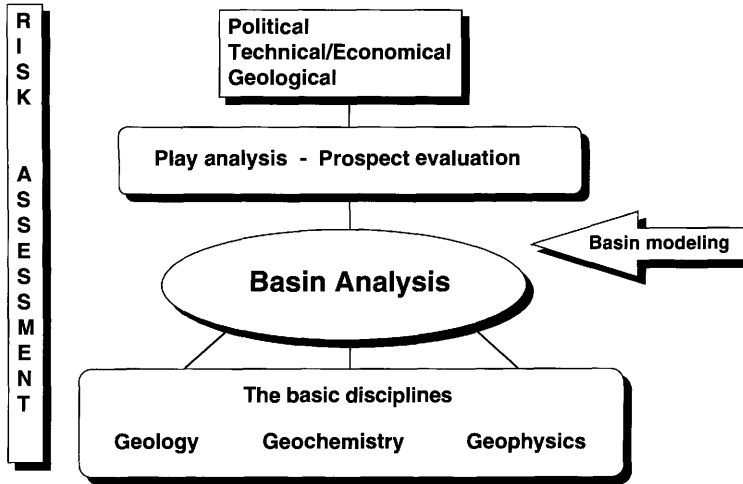 RISK ASSESSMENT
Political
Technical/Economical
Geological
Play analysis - Prospect evaluation
Basin modeling
Basin Analysis
The basic disciplines
Geology Geochemistry Geophysics